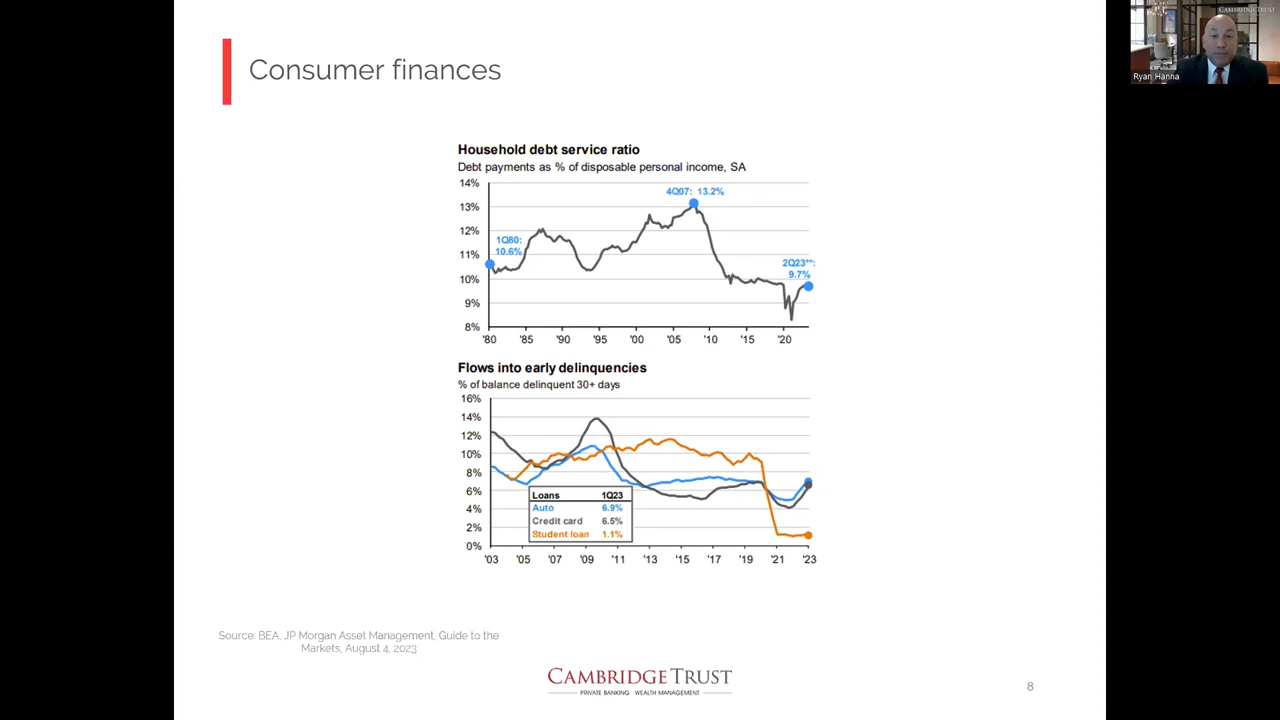 Consumer finances
CAMBRIDGETRUST
Ryan Hanna
Household debt service ratio
Debt payments as % of disposable personal income, SA
14%
4Q07: 13.2%
13%
12%
1Q80:
10.6%
11%
2Q23**:
9.7%
10%
9%
8%
'80 '85 '90 '95 '00 '05 '10 '15 '20
Flows into early delinquencies
% of balance delinquent 30+ days
16%
14%
12%
10%
8%
6%
4%
2%
0%
Loans 1Q23
Auto 6.9%
Credit card 6.5%
Student loan 1.1%
'03 '05 '07 '09 '11 '13 '15 '17 '19 '21 '23
Source: BEA, JP Morgan Asset Management, Guide to the
Markets, August 4, 2023
CAMBRIDGE TRUST
PRIVATE BANKING WEALTH MANAGEMENT
8